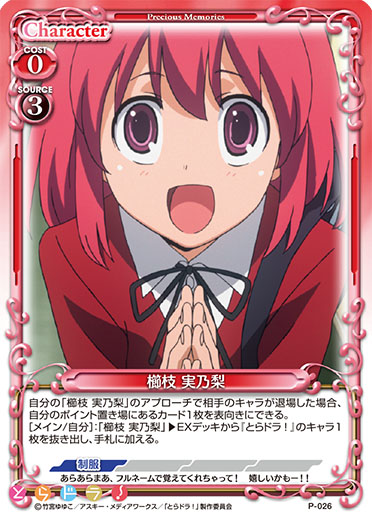 Precious Memories
Character
COST
0
SOURCE
3
櫛枝 実乃梨
自分の「櫛枝 実乃梨」のアプローチで相手のキャラが退場した場合、
自分のポイント置き場にあるカード1枚を表向きにできる。
[メイン/自分]:「櫛枝 実乃梨」▶EXデッキから『とらドラ!』のキャラ1
枚を抜き出し、手札に加える。
制服
あらあらまあ、フルネームで覚えてくれちゃって! 嬉しいかもー!!
とらドラ!
©竹宮ゆゆこ/アスキー・メディアワークス/「とらドラ!」製作委員会
P-026